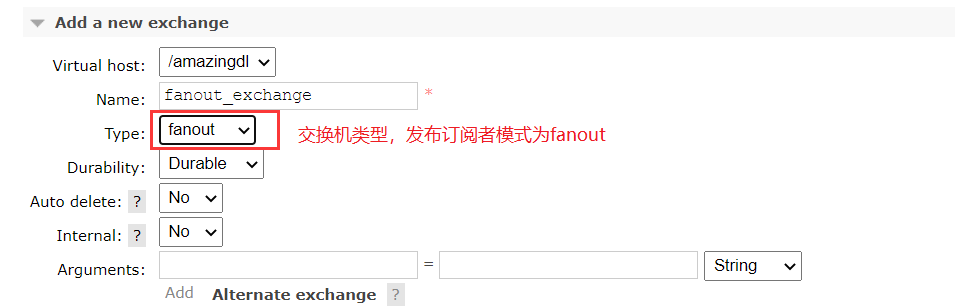 Add a new exchange
Virtual host: /amazingdl
Name: fanout_exchange *
Type: fanout 交换机类型，发布订阅者模式为fanout
Durability: Durable
Auto delete: ? No
Internal: ? No
Arguments: = String
Add Alternate exchange ?